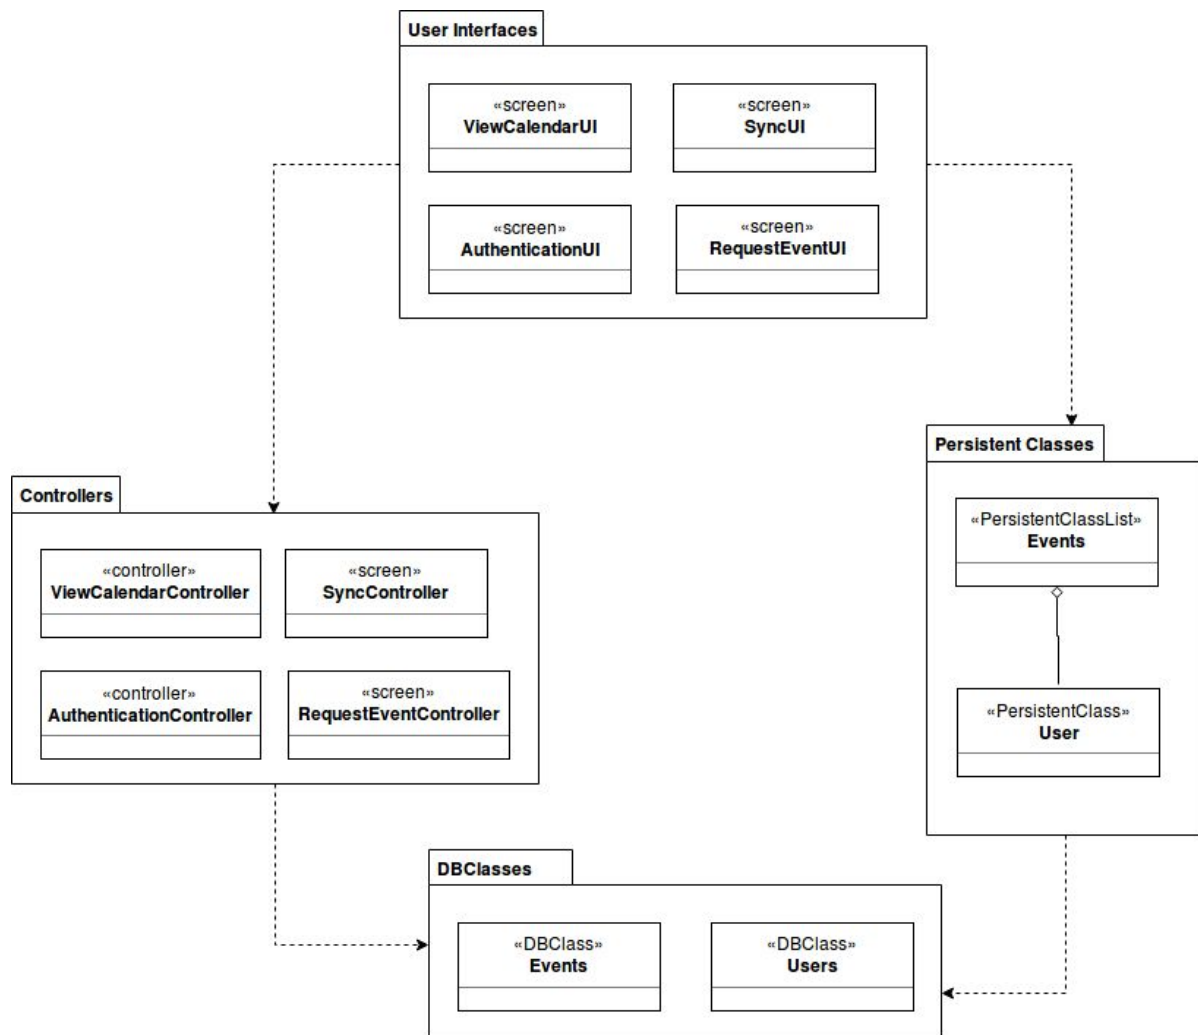 User Interfaces
«screen»
ViewCalendarUI
«screen»
SyncUI
«screen»
AuthenticationUI
«screen»
RequestEventUI
Controllers
«controller»
ViewCalendarController
«screen»
SyncController
«controller»
AuthenticationController
«screen»
RequestEventController
Persistent Classes
«PersistentClassList»
Events
«PersistentClass»
User
DBClasses
«DBClass»
Events
«DBClass»
Users